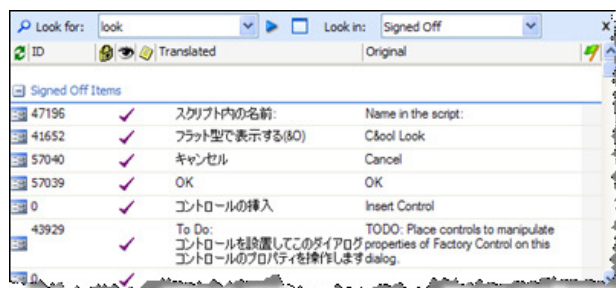 Look for: look Look in: Signed Off x
ID Translated Original
Signed Off Items
47196 スクリプト内の名前: Name in the script:
41652 フラット型で表示する(&O) C&ool Look
57040 キャンセル Cancel
57039 OK OK
0 コントロールの挿入 Insert Control
43929 To Do: TODO: Place controls to manipulate
コントロールを設置してこのダイアログ properties of Factory Control on this
コントロールのプロパティを操作します dialog.
0